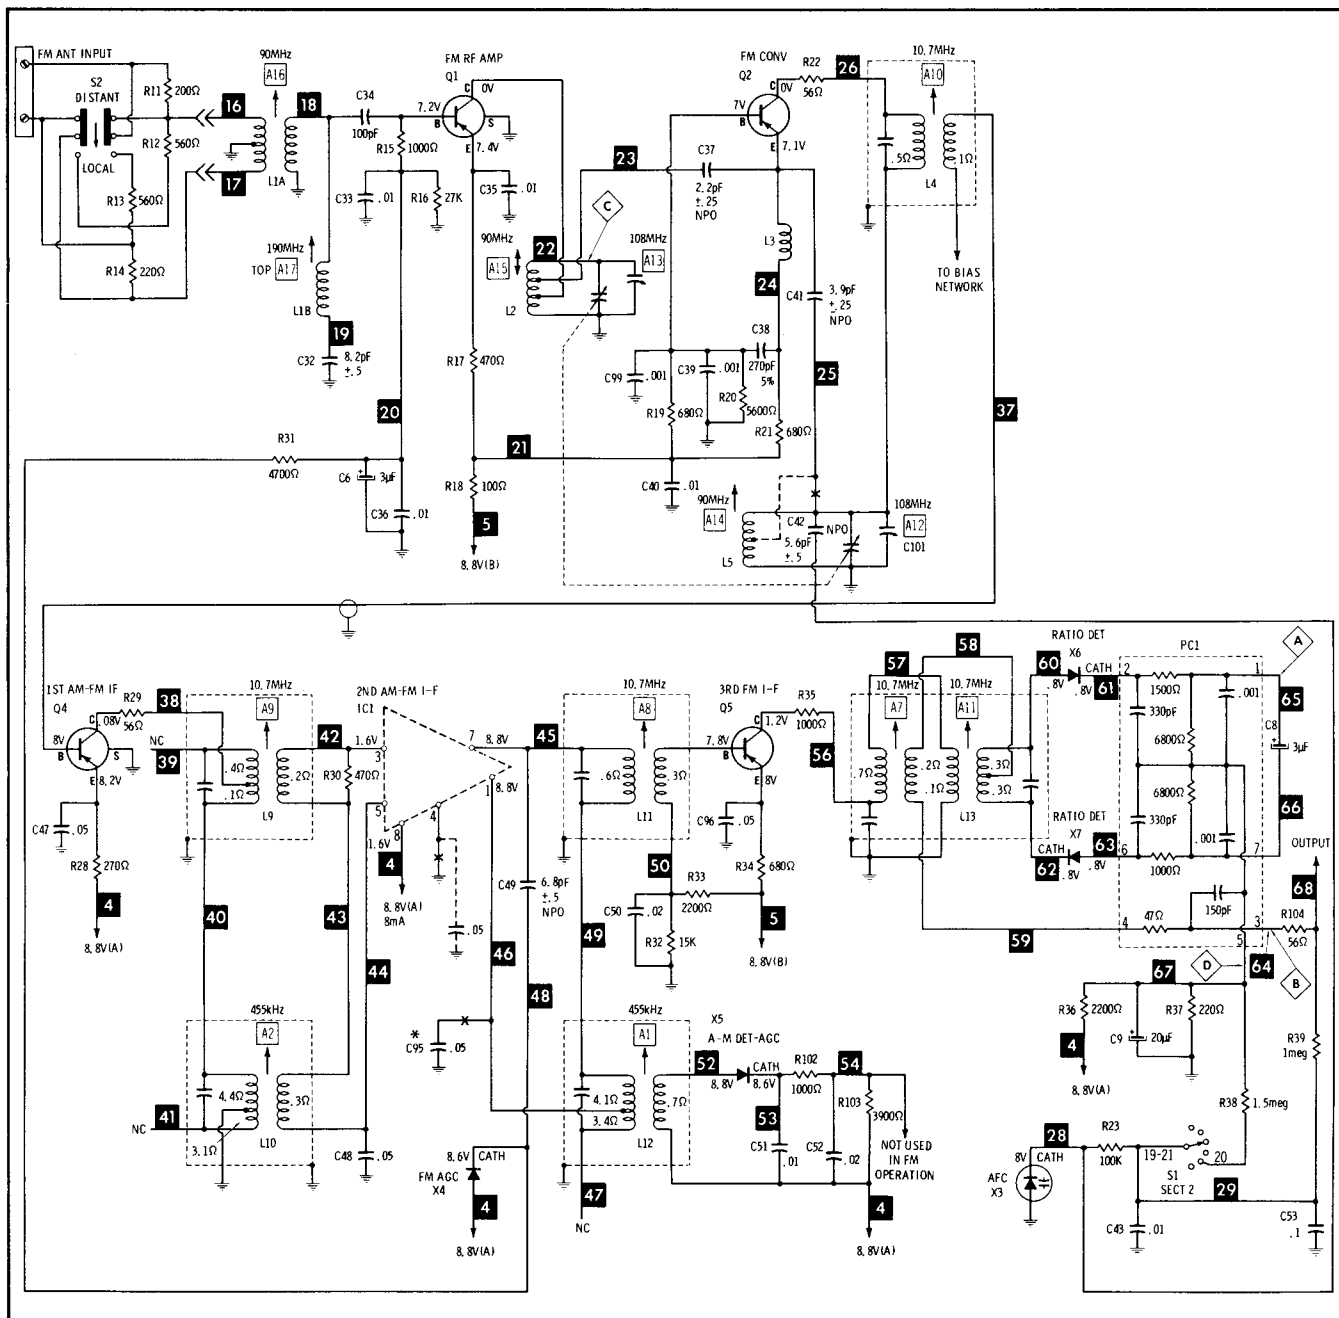 FM ANT INPUT
S2
DISTANT
LOCAL
R11
200Ω
R12
560Ω
R13
560Ω
R14
220Ω
16
17
90MHz
A16
18
L1A
190MHz
TOP A17
L1B
19
C32
8.2pF
±.5
C34
100pF
R15
1000Ω
C33
.01
R16
27K
FM RF AMP
Q1
C
0V
7.2V
B
S
E
7.4V
C35
.01
R17
470Ω
20
21
R31
4700Ω
C6
3µF
C36
.01
R18
100Ω
5
8.8V(B)
90MHz
A15
22
L2
C
108MHz
A13
23
C37
2.2pF
±.25
NPO
FM CONV
Q2
C
0V
7V
B
E
7.1V
R22
56Ω
26
L3
24
C38
270pF
5%
C99
.001
C39
.001
R20
5600Ω
R19
680Ω
R21
680Ω
C40
.01
C41
3.9pF
±.25
NPO
25
10.7MHz
A10
.5Ω
.1Ω
L4
TO BIAS
NETWORK
37
90MHz
A14
L5
C42
5.6pF
±.5
NPO
108MHz
A12
C101
1ST AM-FM IF
Q4
C
.08V
8V
B
S
E
8.2V
R29
56Ω
38
NC
39
C47
.05
R28
270Ω
4
8.8V(A)
10.7MHz
A9
.4Ω
.1Ω
.2Ω
L9
42
R30
470Ω
40
43
44
2ND AM-FM I-F
IC1
1.6V
3
5
1.6V
8
4
7
8.8V
1
8.8V
4
8.8V(A)
8mA
.05
455kHz
A2
4.4Ω
3.1Ω
.3Ω
L10
41
NC
C48
.05
*
C95
.05
46
C49
6.8pF
±.5
NPO
48
8.6V
CATH
FM AGC
X4
4
8.8V(A)
45
10.7MHz
A8
.6Ω
.3Ω
L11
49
50
C50
.02
R33
2200Ω
R32
15K
3RD FM I-F
Q5
C
1.2V
7.8V
B
E
8V
C96
.05
R34
680Ω
5
8.8V(B)
R35
1000Ω
56
455kHz
A1
4.1Ω
3.4Ω
.7Ω
L12
47
NC
X5
A-M DET-AGC
52
8.8V
CATH
8.6V
R102
1000Ω
54
53
C51
.01
C52
.02
R103
3900Ω
NOT USED
IN FM
OPERATION
4
8.8V(A)
57
58
10.7MHz
A7
.7Ω
.2Ω
.1Ω
10.7MHz
A11
.3Ω
.3Ω
L13
59
RATIO DET
X6
60
CATH
.8V
.8V
61
RATIO DET
X7
62
CATH
.8V
.8V
63
PC1
2
1
1500Ω
330pF
.001
6800Ω
6800Ω
330pF
.001
6
7
1000Ω
150pF
4
47Ω
3
5
A
65
C8
3µF
66
OUTPUT
68
R104
56Ω
D
64
B
67
R36
2200Ω
C9
20µF
R37
220Ω
4
8.8V(A)
R39
1meg
R38
1.5meg
28
8V
CATH
AFC
X3
R23
100K
19-21
20
S1
SECT 2
29
C43
.01
C53
.1